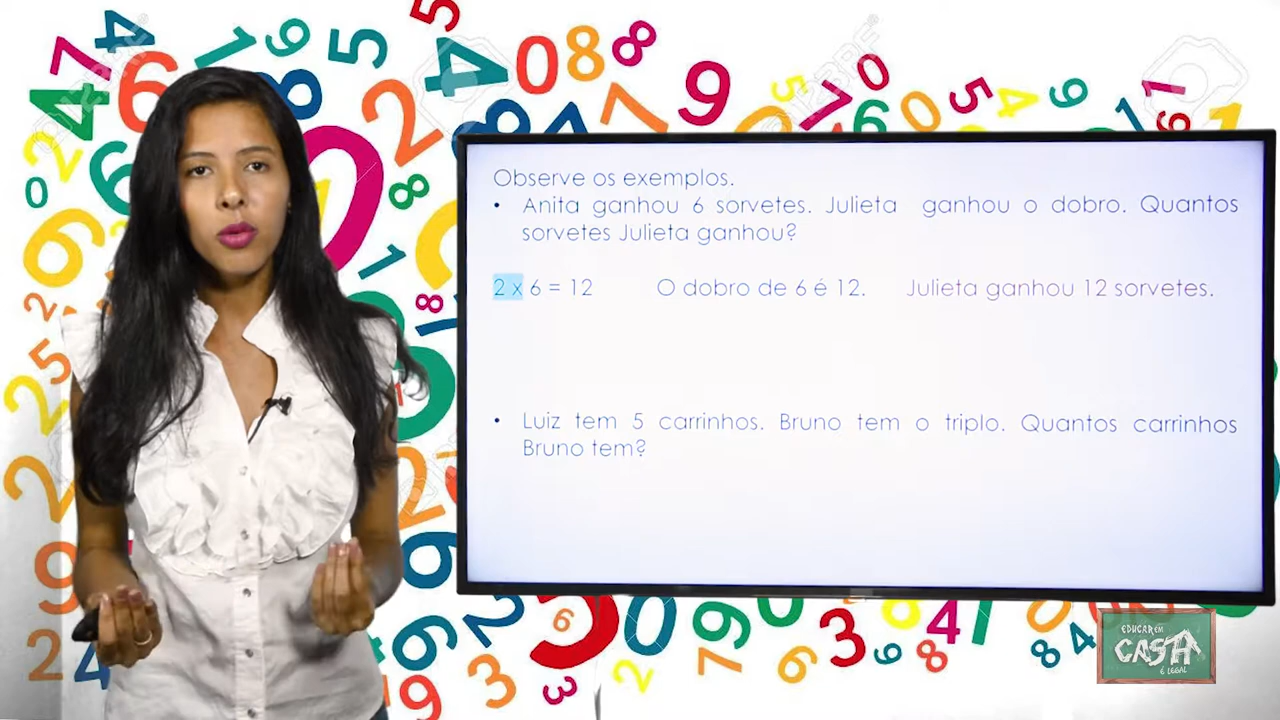 Observe os exemplos.
• Anita ganhou 6 sorvetes. Julieta ganhou o dobro. Quantos
sorvetes Julieta ganhou?
2 x 6 = 12 O dobro de 6 é 12. Julieta ganhou 12 sorvetes.
• Luiz tem 5 carrinhos. Bruno tem o triplo. Quantos carrinhos
Bruno tem?
EDUCAR EM
CASA
É LEGAL